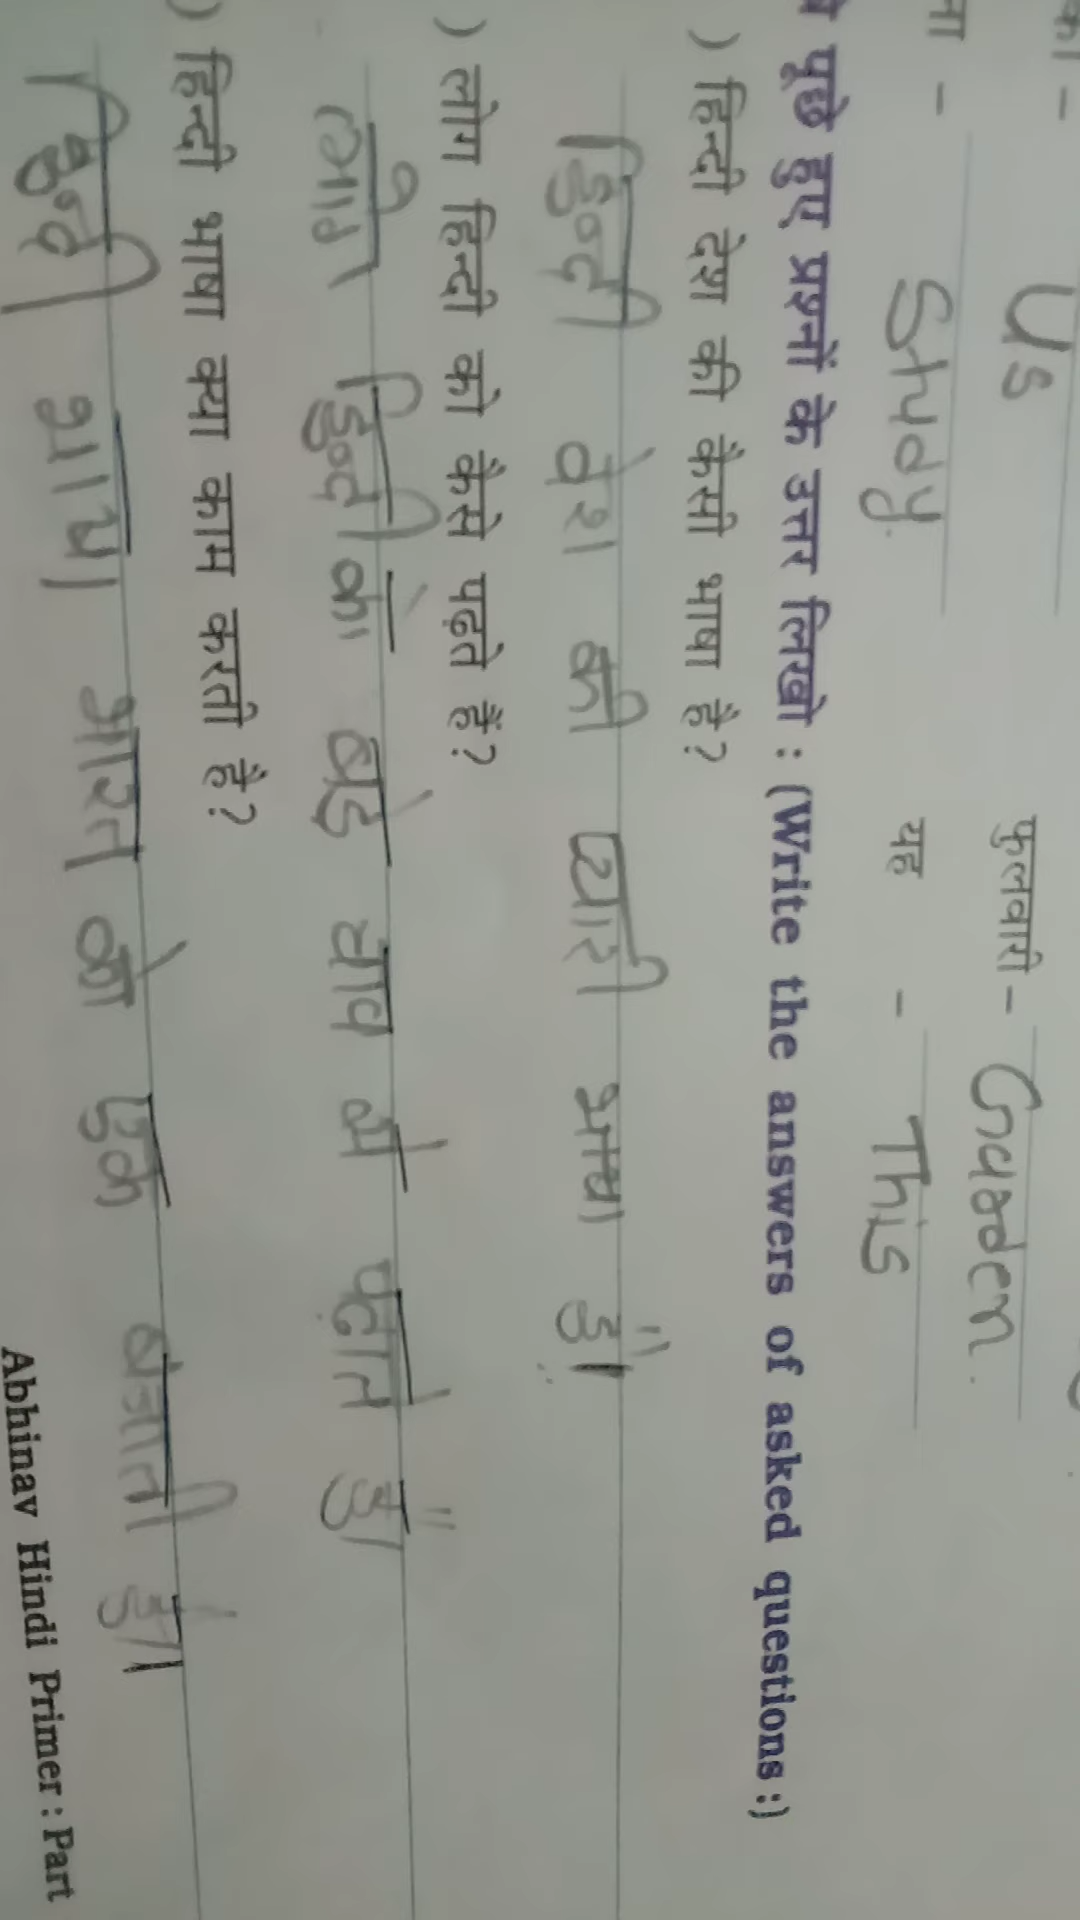 को - Us फुलवारी - Gaurden.
ना - Study. यह - This
पूछे हुए प्रश्नों के उत्तर लिखो : (Write the answers of asked questions :)
) हिन्दी देश की कैसी भाषा है?
हिन्दी देश की प्यारी भाषा है।
) लोग हिन्दी को कैसे पढ़ते हैं?
लोग हिन्दी को बड़े चाव से पढ़ते है।
) हिन्दी भाषा क्या काम करती है?
हिन्दी भाषा भारत को एक बनाती है।
Abhinav Hindi Primer : Part